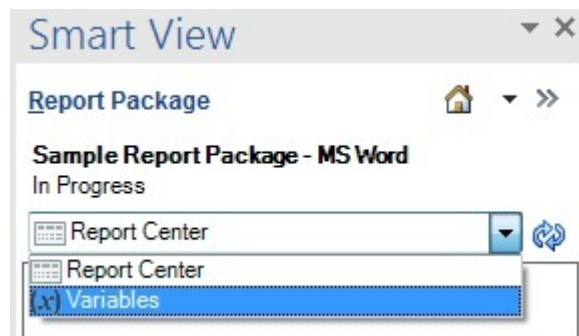 Smart View
Report Package
Sample Report Package - MS Word
In Progress
Report Center
Report Center
(x) Variables